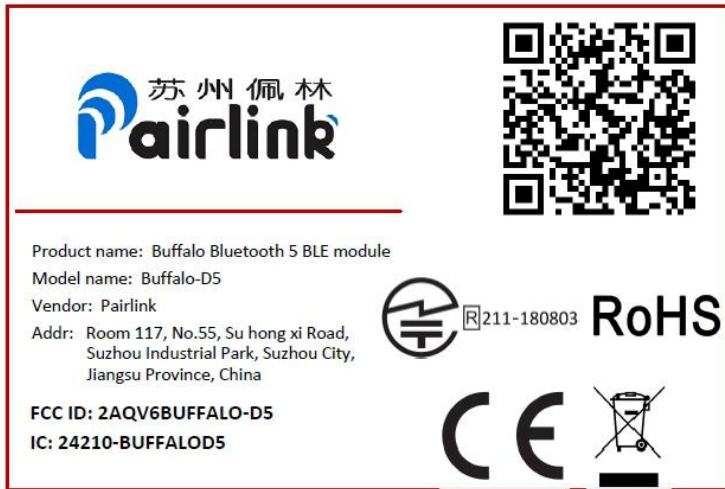 苏州佩林
Pairlink
Product name: Buffalo Bluetooth 5 BLE module
Model name: Buffalo-D5
Vendor: Pairlink
Addr: Room 117, No.55, Su hong xi Road,
Suzhou Industrial Park, Suzhou City,
Jiangsu Province, China
FCC ID: 2AQV6BUFFALO-D5
IC: 24210-BUFFALOD5
R 211-180803
RoHS
CE